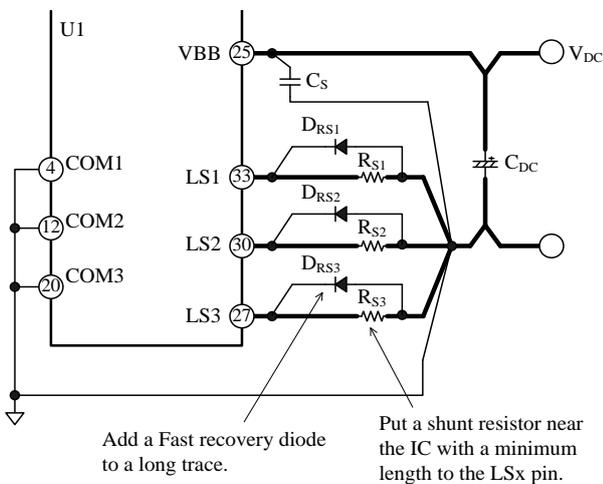 U1
VBB
25
VDC
CS
DRS1
4
COM1
LS1
33
RS1
CDC
DRS2
12
COM2
LS2
30
RS2
DRS3
20
COM3
LS3
27
RS3
Add a Fast recovery diode
to a long trace.
Put a shunt resistor near
the IC with a minimum
length to the LSx pin.